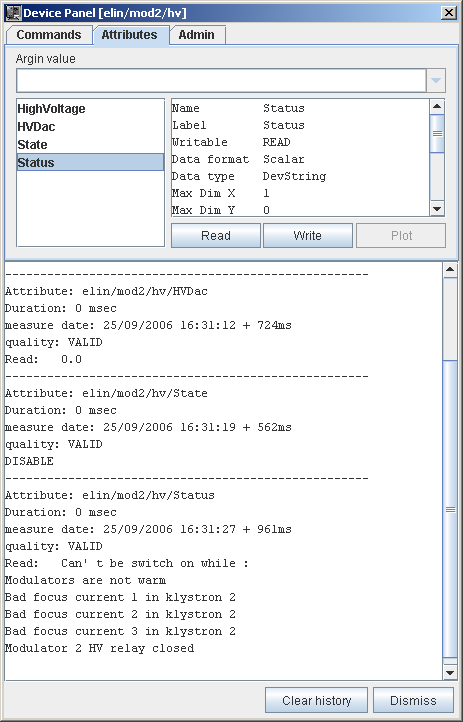 Device Panel [elin/mod2/hv]
Commands Attributes Admin
Argin value
HighVoltage
HVDac
State
Status
Name Status
Label Status
Writable READ
Data format Scalar
Data type DevString
Max Dim X 1
Max Dim Y 0
Read Write Plot
----------------------------------------------------
Attribute: elin/mod2/hv/HVDac
Duration: 0 msec
measure date: 25/09/2006 16:31:12 + 724ms
quality: VALID
Read: 0.0
----------------------------------------------------
Attribute: elin/mod2/hv/State
Duration: 0 msec
measure date: 25/09/2006 16:31:19 + 562ms
quality: VALID
DISABLE
----------------------------------------------------
Attribute: elin/mod2/hv/Status
Duration: 0 msec
measure date: 25/09/2006 16:31:27 + 961ms
quality: VALID
Read: Can' t be switch on while :
Modulators are not warm
Bad focus current 1 in klystron 2
Bad focus current 2 in klystron 2
Bad focus current 3 in klystron 2
Modulator 2 HV relay closed
Clear history Dismiss